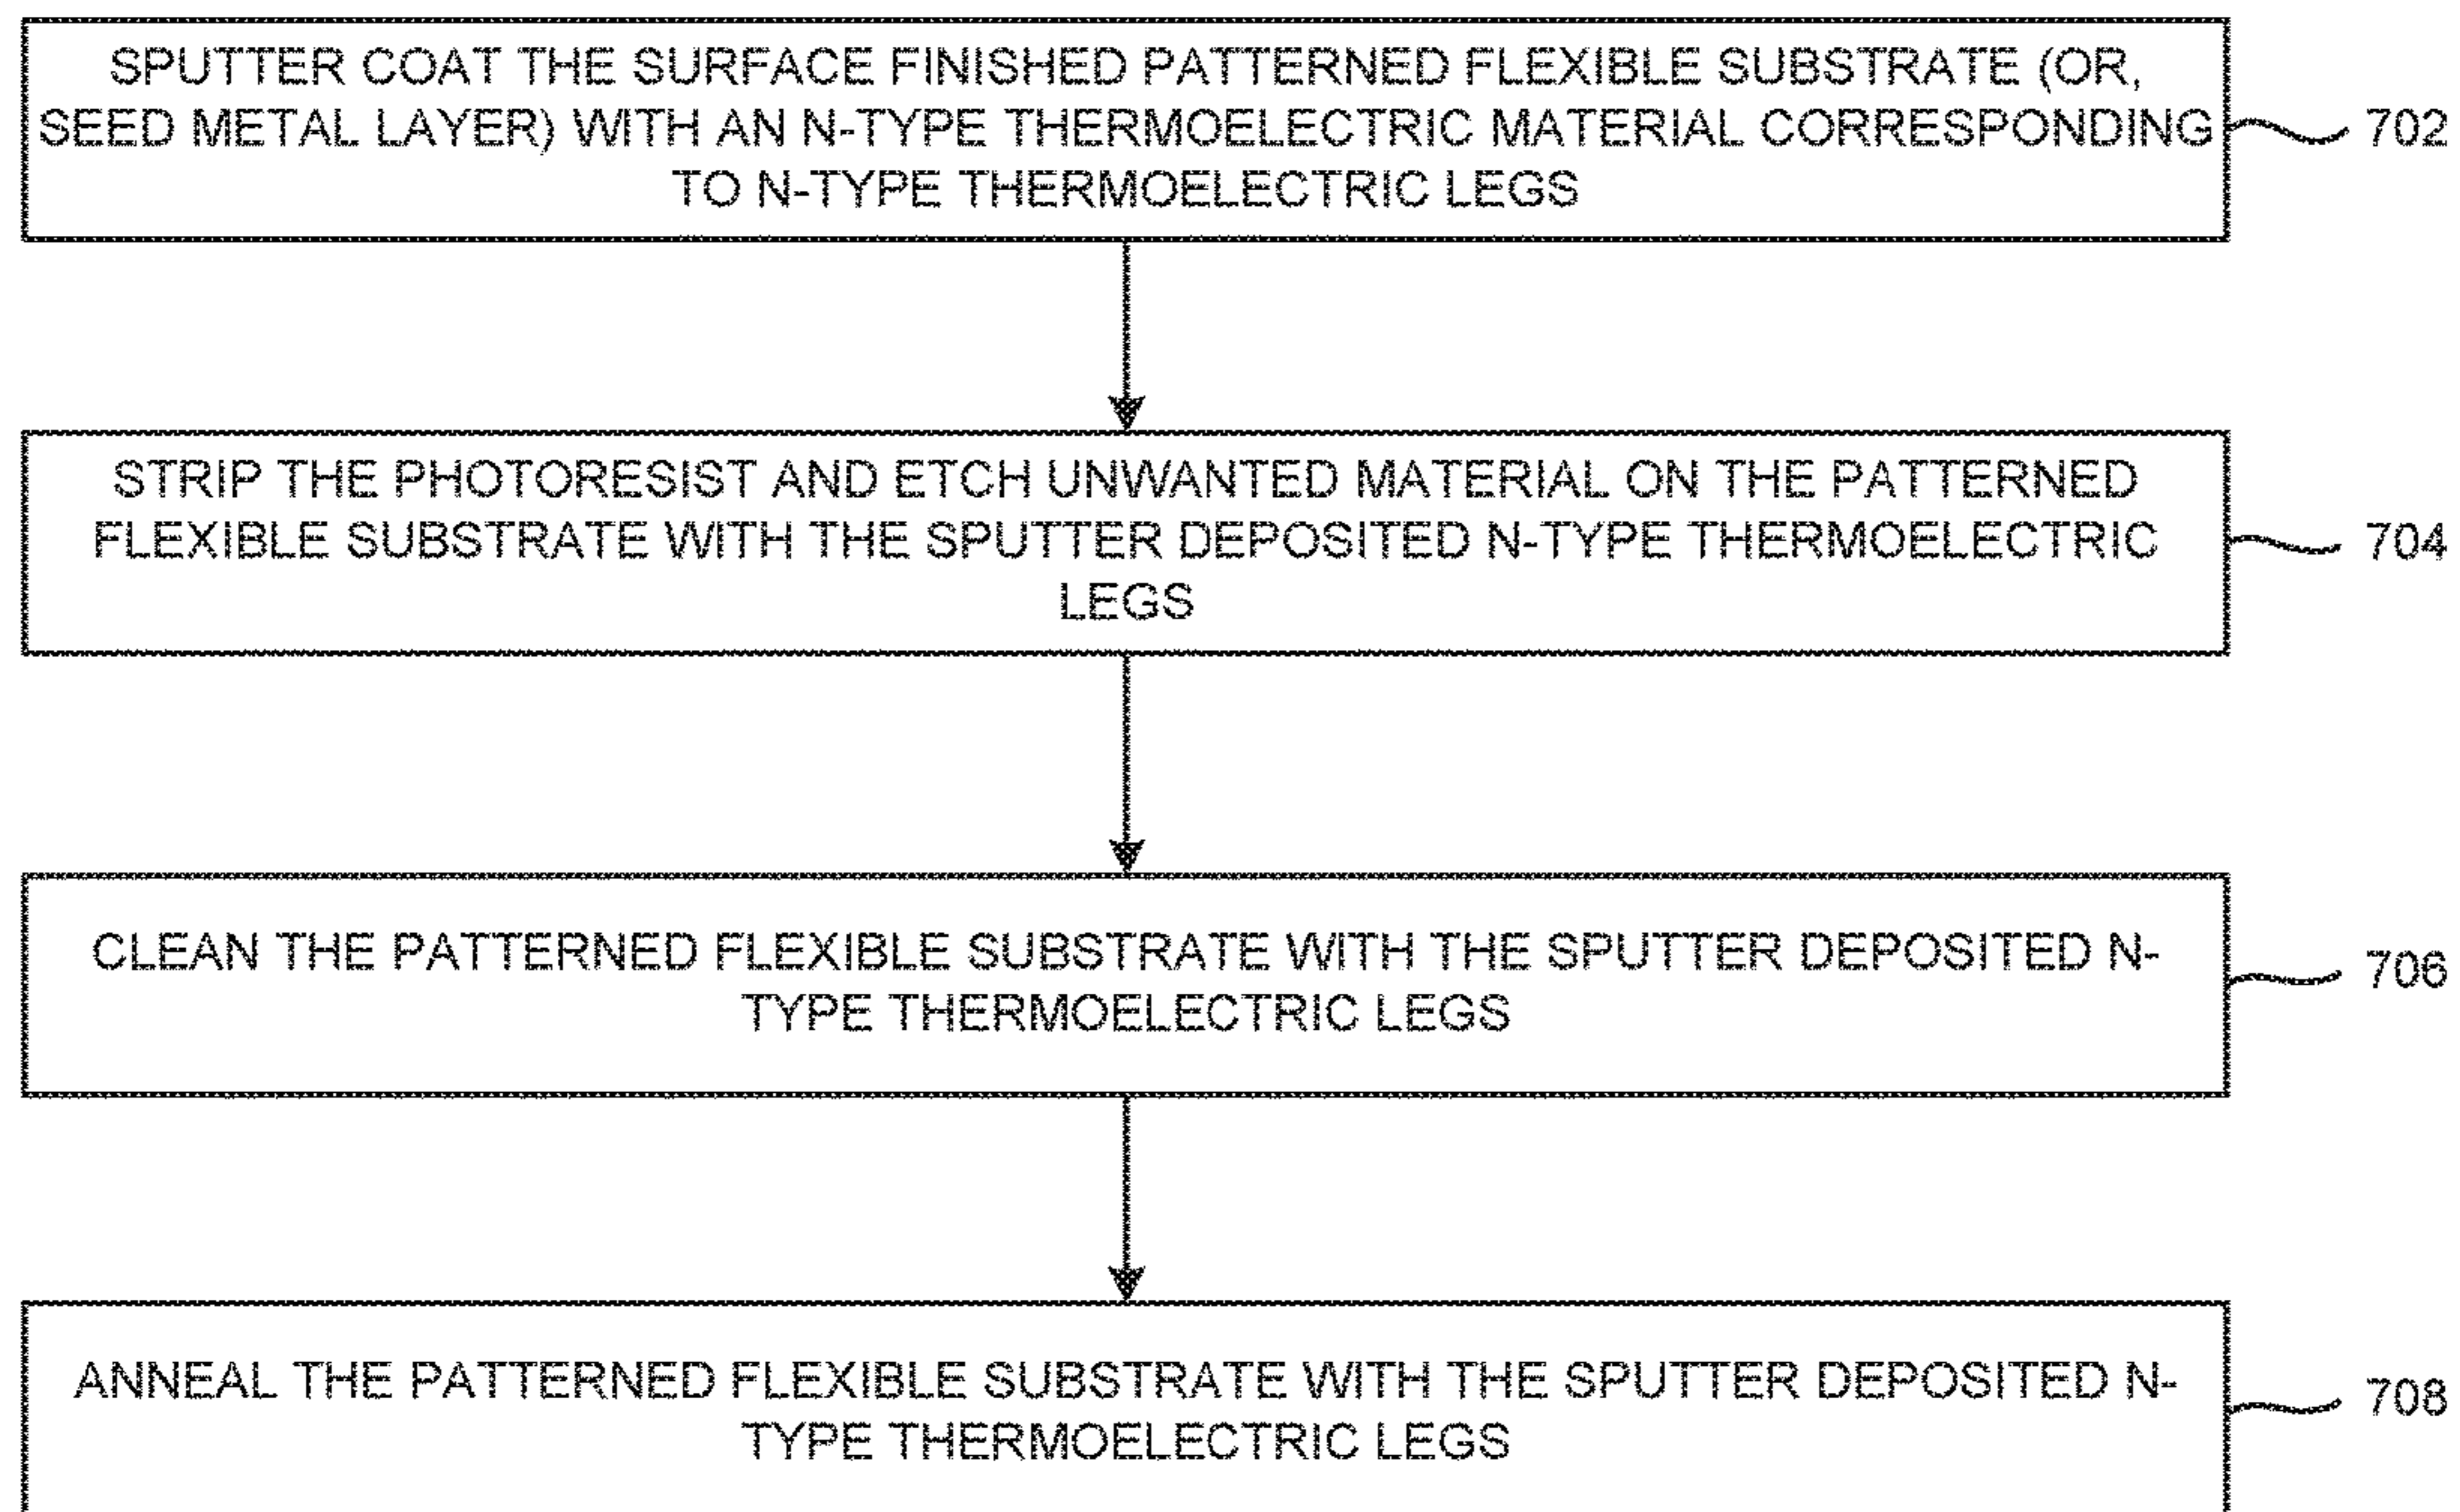 SPUTTER COAT THE SURFACE FINISHED PATTERNED FLEXIBLE SUBSTRATE (OR,
SEED METAL LAYER) WITH AN N-TYPE THERMOELECTRIC MATERIAL CORRESPONDING
TO N-TYPE THERMOELECTRIC LEGS
702
STRIP THE PHOTORESIST AND ETCH UNWANTED MATERIAL ON THE PATTERNED
FLEXIBLE SUBSTRATE WITH THE SPUTTER DEPOSITED N-TYPE THERMOELECTRIC
LEGS
704
CLEAN THE PATTERNED FLEXIBLE SUBSTRATE WITH THE SPUTTER DEPOSITED N-
TYPE THERMOELECTRIC LEGS
706
ANNEAL THE PATTERNED FLEXIBLE SUBSTRATE WITH THE SPUTTER DEPOSITED N-
TYPE THERMOELECTRIC LEGS
708